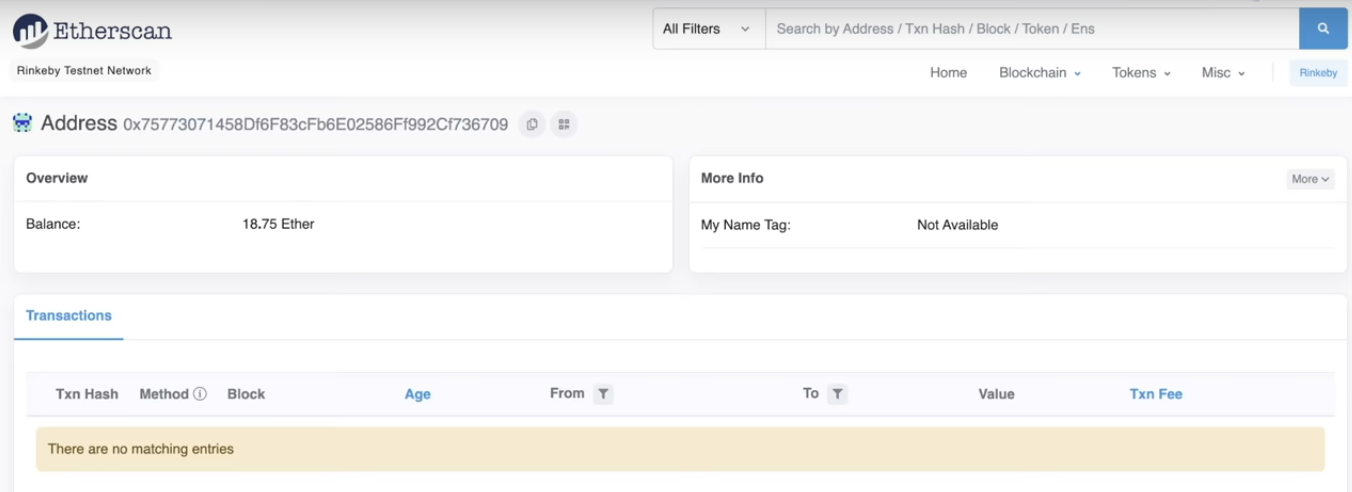 Etherscan
All Filters Search by Address / Txn Hash / Block / Token / Ens
Rinkeby Testnet Network
Home Blockchain Tokens Misc Rinkeby
Address 0x75773071458Df6F83cFb6E02586Ff992Cf736709
Overview
Balance: 18.75 Ether
More Info More
My Name Tag: Not Available
Transactions
Txn Hash Method Block Age From To Value Txn Fee
There are no matching entries